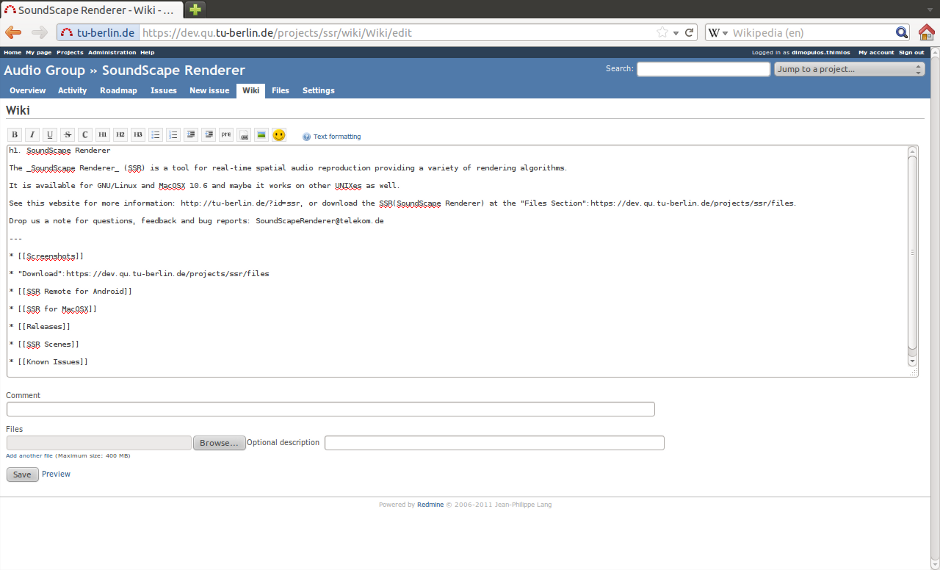 SoundScape Renderer - Wiki - ...
tu-berlin.de https://dev.qu.tu-berlin.de/projects/ssr/wiki/Wiki/edit
W Wikipedia (en)
Home My page Projects Administration Help
Logged in as dimopulos.thimios My account Sign out
Audio Group » SoundScape Renderer
Search:
Jump to a project...
Overview Activity Roadmap Issues New issue Wiki Files Settings
Wiki
B I U S C H1 H2 H3 pre Text formatting
h1. SoundScape Renderer
The _SoundScape Renderer_ (SSR) is a tool for real-time spatial audio reproduction providing a variety of rendering algorithms.
It is available for GNU/Linux and MacOSX 10.6 and maybe it works on other UNIXes as well.
See this website for more information: http://tu-berlin.de/?id=ssr, or download the SSR(SoundScape Renderer) at the "Files Section":https://dev.qu.tu-berlin.de/projects/ssr/files.
Drop us a note for questions, feedback and bug reports: SoundScapeRenderer@telekom.de
---
* [[Screenshots]]
* "Download":https://dev.qu.tu-berlin.de/projects/ssr/files
* [[SSR Remote for Android]]
* [[SSR for MacOSX]]
* [[Releases]]
* [[SSR Scenes]]
* [[Known Issues]]
Comment
Files
Browse... Optional description
Add another file (Maximum size: 400 MB)
Save Preview
Powered by Redmine © 2006-2011 Jean-Philippe Lang